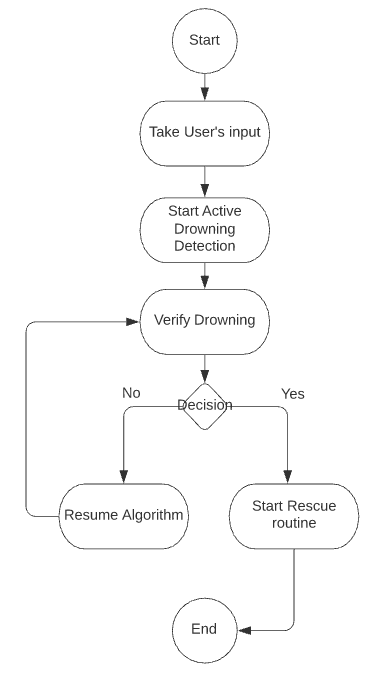 Start
Take User's input
Start Active
Drowning
Detection
Verify Drowning
No
Decision
Yes
Resume Algorithm
Start Rescue
routine
End